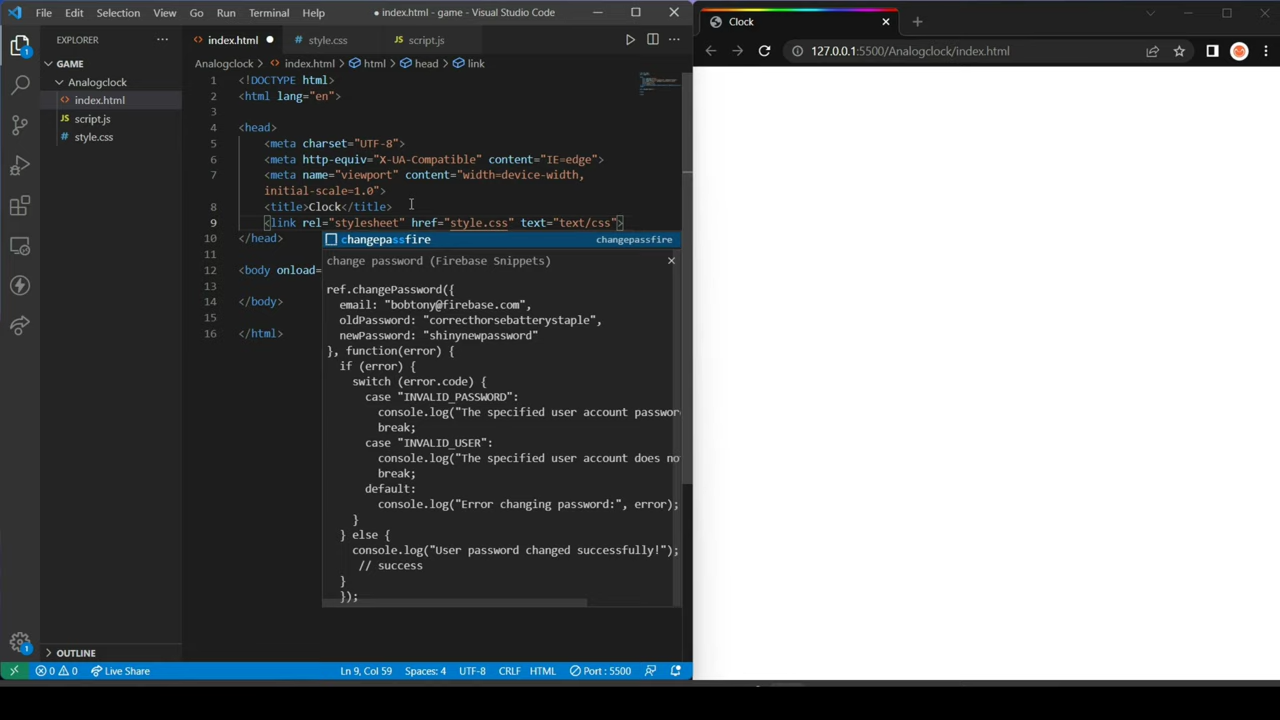 File Edit Selection View Go Run Terminal Help
● index.html - game - Visual Studio Code
Clock
EXPLORER
index.html
style.css
script.js
127.0.0.1:5500/Analogclock/index.html
GAME
Analogclock
index.html
script.js
style.css
Analogclock > index.html > html > head > link
1 <!DOCTYPE html>
2 <html lang="en">
3
4 <head>
5 <meta charset="UTF-8">
6 <meta http-equiv="X-UA-Compatible" content="IE=edge">
7 <meta name="viewport" content="width=device-width,
initial-scale=1.0">
8 <title>Clock</title>
9 <link rel="stylesheet" href="style.css" text="text/css">
10 </head>
11
12 <body onload=
13
14 </body>
15
16 </html>
changepassfire changepassfire
change password (Firebase Snippets)
ref.changePassword({
email: "bobtony@firebase.com",
oldPassword: "correcthorsebatterystaple",
newPassword: "shinynewpassword"
}, function(error) {
if (error) {
switch (error.code) {
case "INVALID_PASSWORD":
console.log("The specified user account passwor
break;
case "INVALID_USER":
console.log("The specified user account does no
break;
default:
console.log("Error changing password:", error);
}
} else {
console.log("User password changed successfully!");
// success
}
});
OUTLINE
0 0 Live Share
Ln 9, Col 59 Spaces: 4 UTF-8 CRLF HTML Port : 5500
1
1